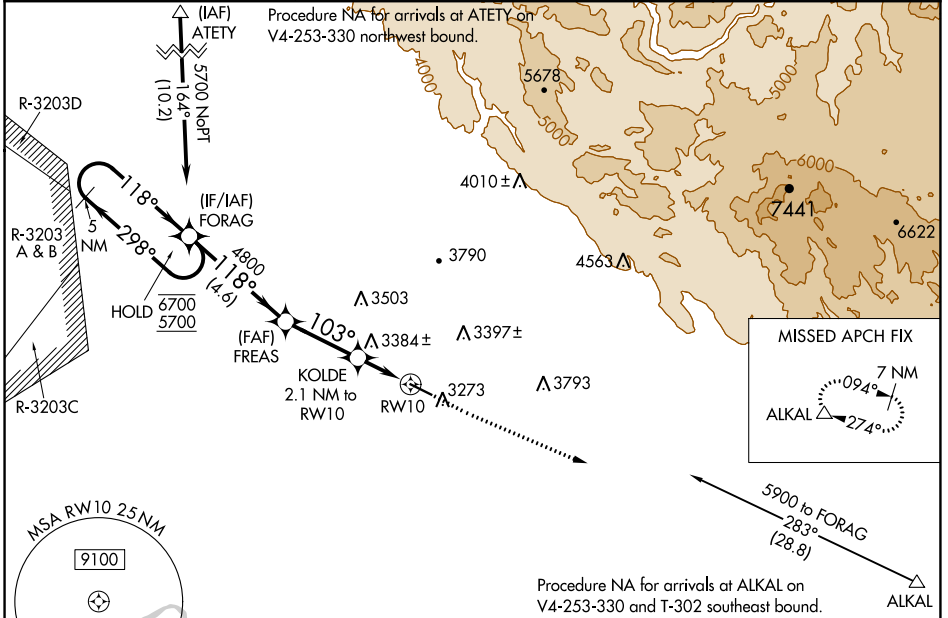 (IAF)
ATETY
Procedure NA for arrivals at ATETY on
V4-253-330 northwest bound.
5700 NoPT
164°
(10.2)
R-3203D
R-3203
A & B
R-3203C
118°
298°
5
NM
(IF/IAF)
FORAG
HOLD
6700
5700
4800
118°
(4.6)
(FAF)
FREAS
103°
KOLDE
2.1 NM to
RW10
RW10
4000
5678
5000
5000
6000
7441
6622
4010 ±
4563
3790
3503
3384 ±
3397 ±
3273
3793
MISSED APCH FIX
7 NM
094°
ALKAL
274°
5900 to FORAG
283°
(28.8)
ALKAL
Procedure NA for arrivals at ALKAL on
V4-253-330 and T-302 southeast bound.
MSA RW10 25 NM
9100